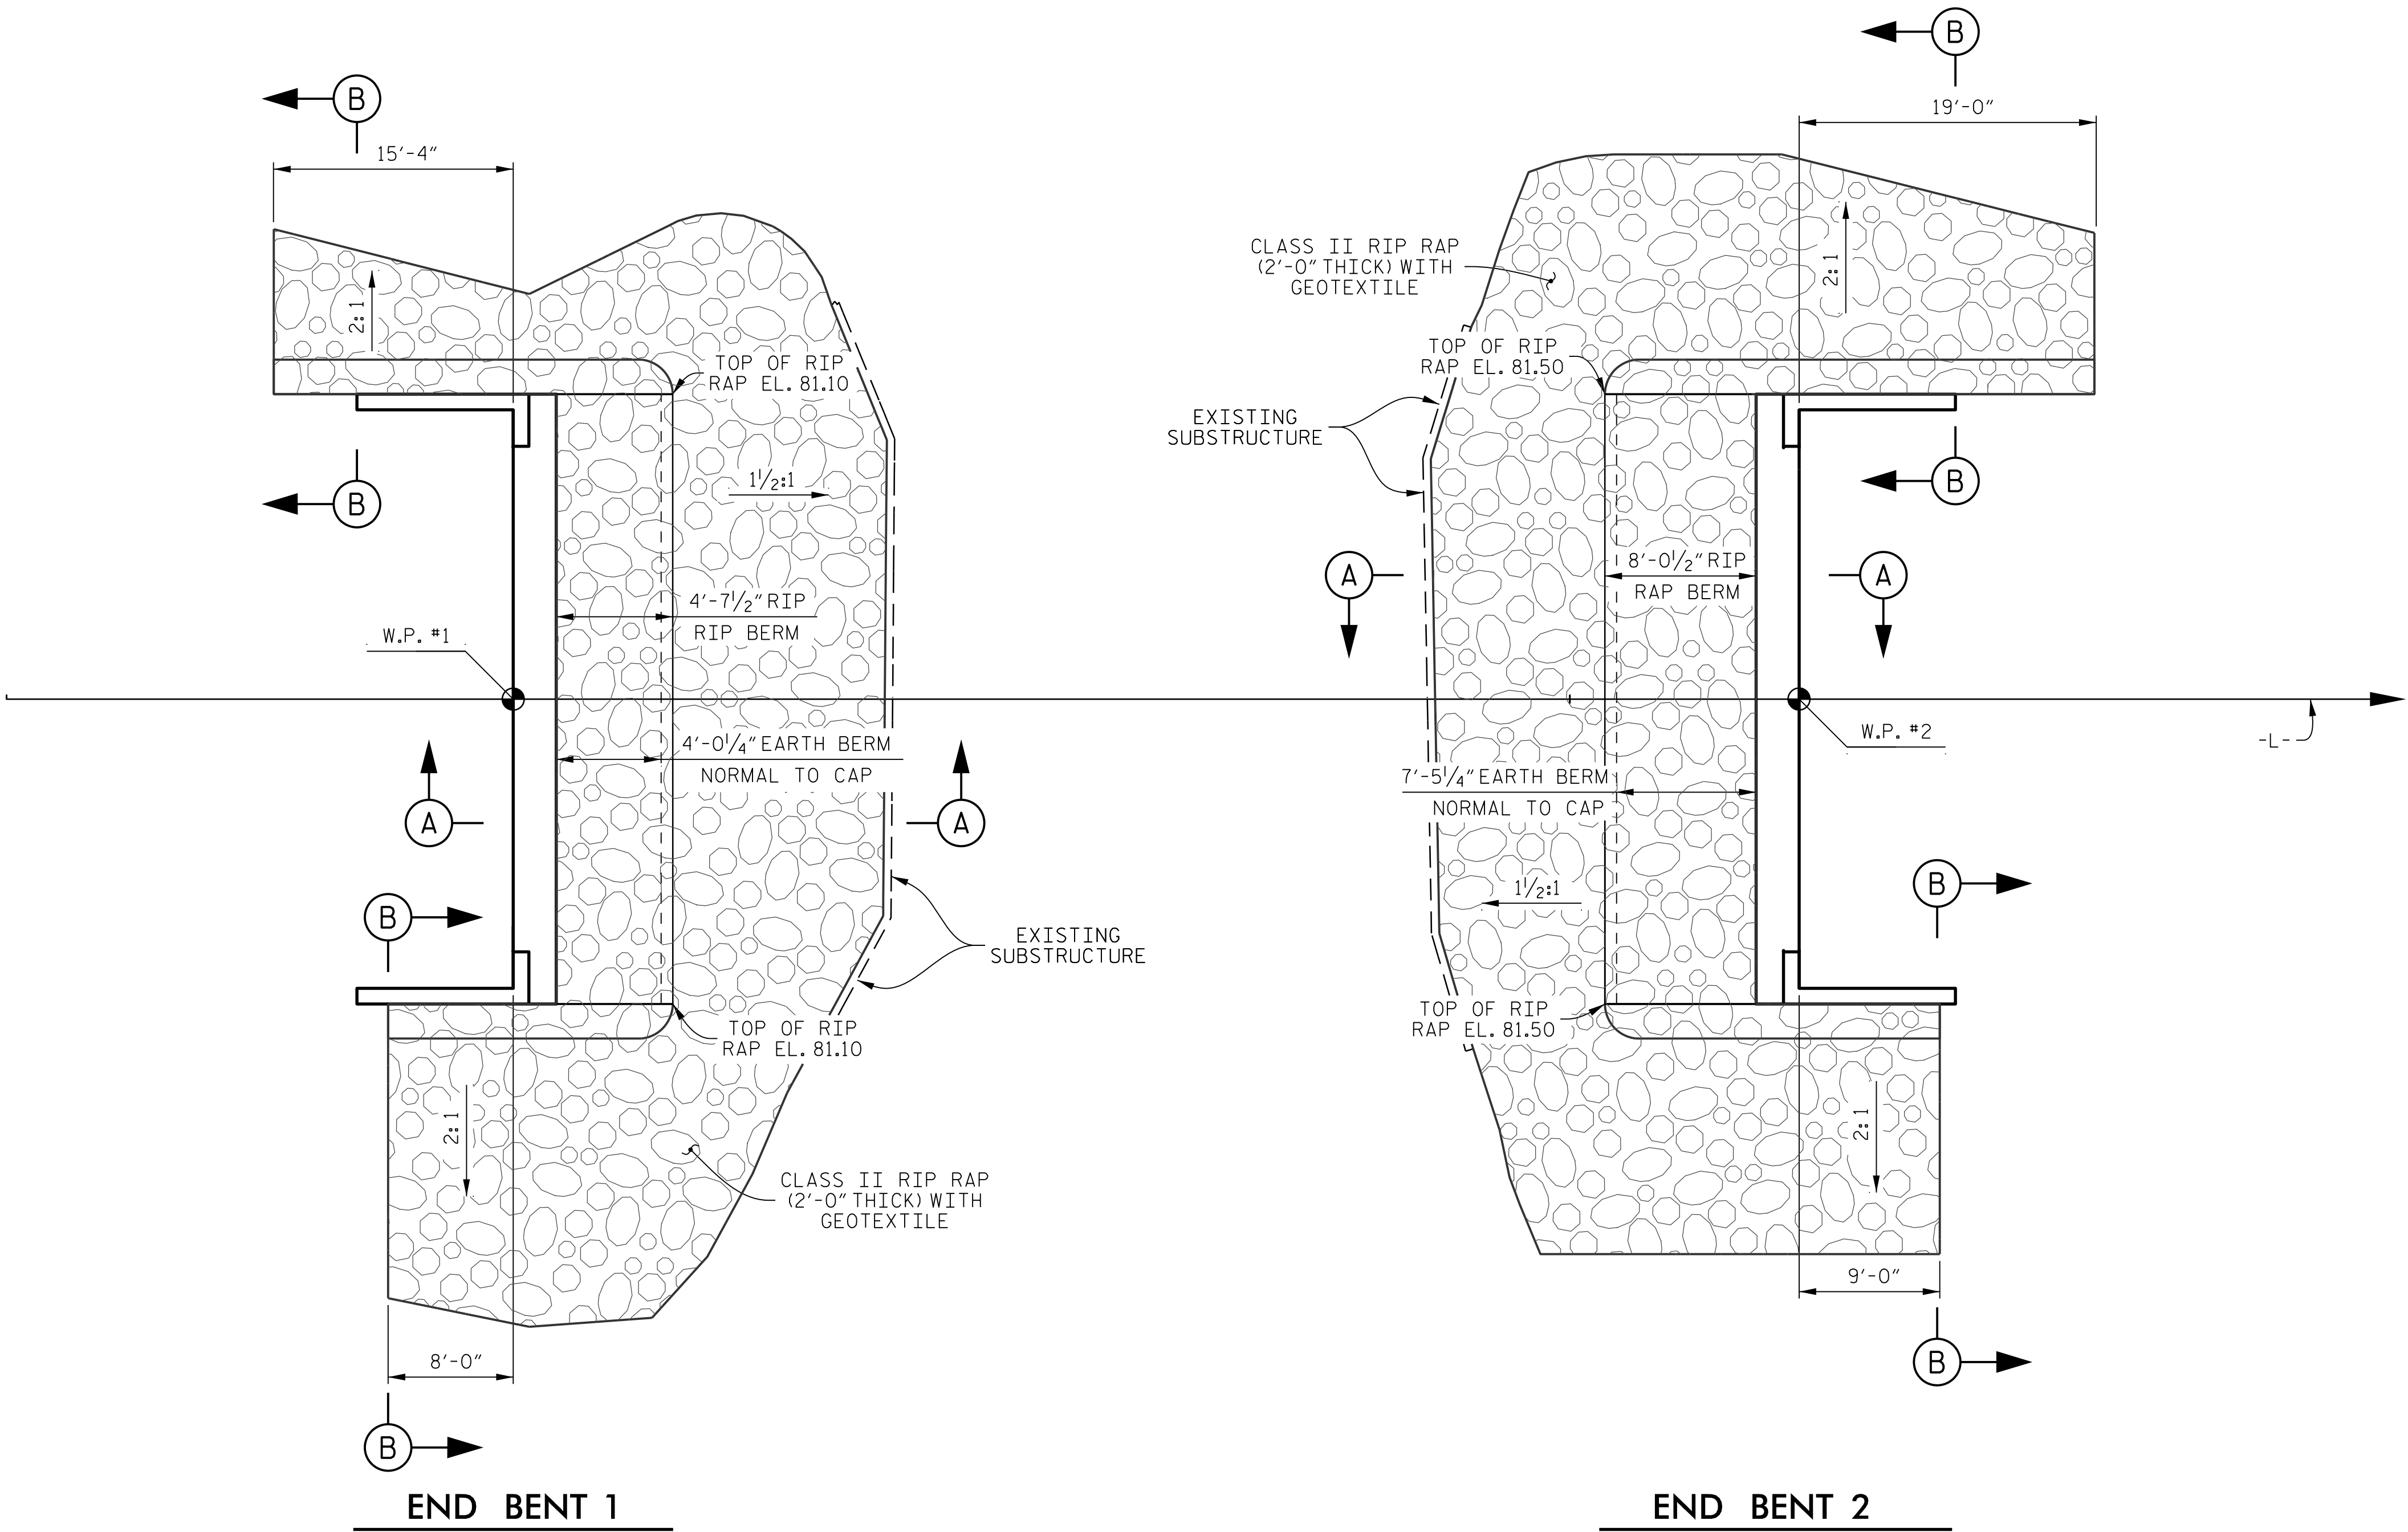 B
15'-4"
2:1
TOP OF RIP
RAP EL. 81.10
B
1 1/2:1
4'-7 1/2" RIP
RIP BERM
W.P. #1
4'-0 1/4" EARTH BERM
NORMAL TO CAP
A
A
B
EXISTING
SUBSTRUCTURE
TOP OF RIP
RAP EL. 81.10
2:1
CLASS II RIP RAP
(2'-0" THICK) WITH
GEOTEXTILE
8'-0"
B
END BENT 1
B
19'-0"
CLASS II RIP RAP
(2'-0" THICK) WITH
GEOTEXTILE
2:1
TOP OF RIP
RAP EL. 81.50
EXISTING
SUBSTRUCTURE
B
A
8'-0 1/2" RIP
RAP BERM
A
W.P. #2
-L-
7'-5 1/4" EARTH BERM
NORMAL TO CAP
1 1/2:1
B
TOP OF RIP
RAP EL. 81.50
2:1
9'-0"
B
END BENT 2